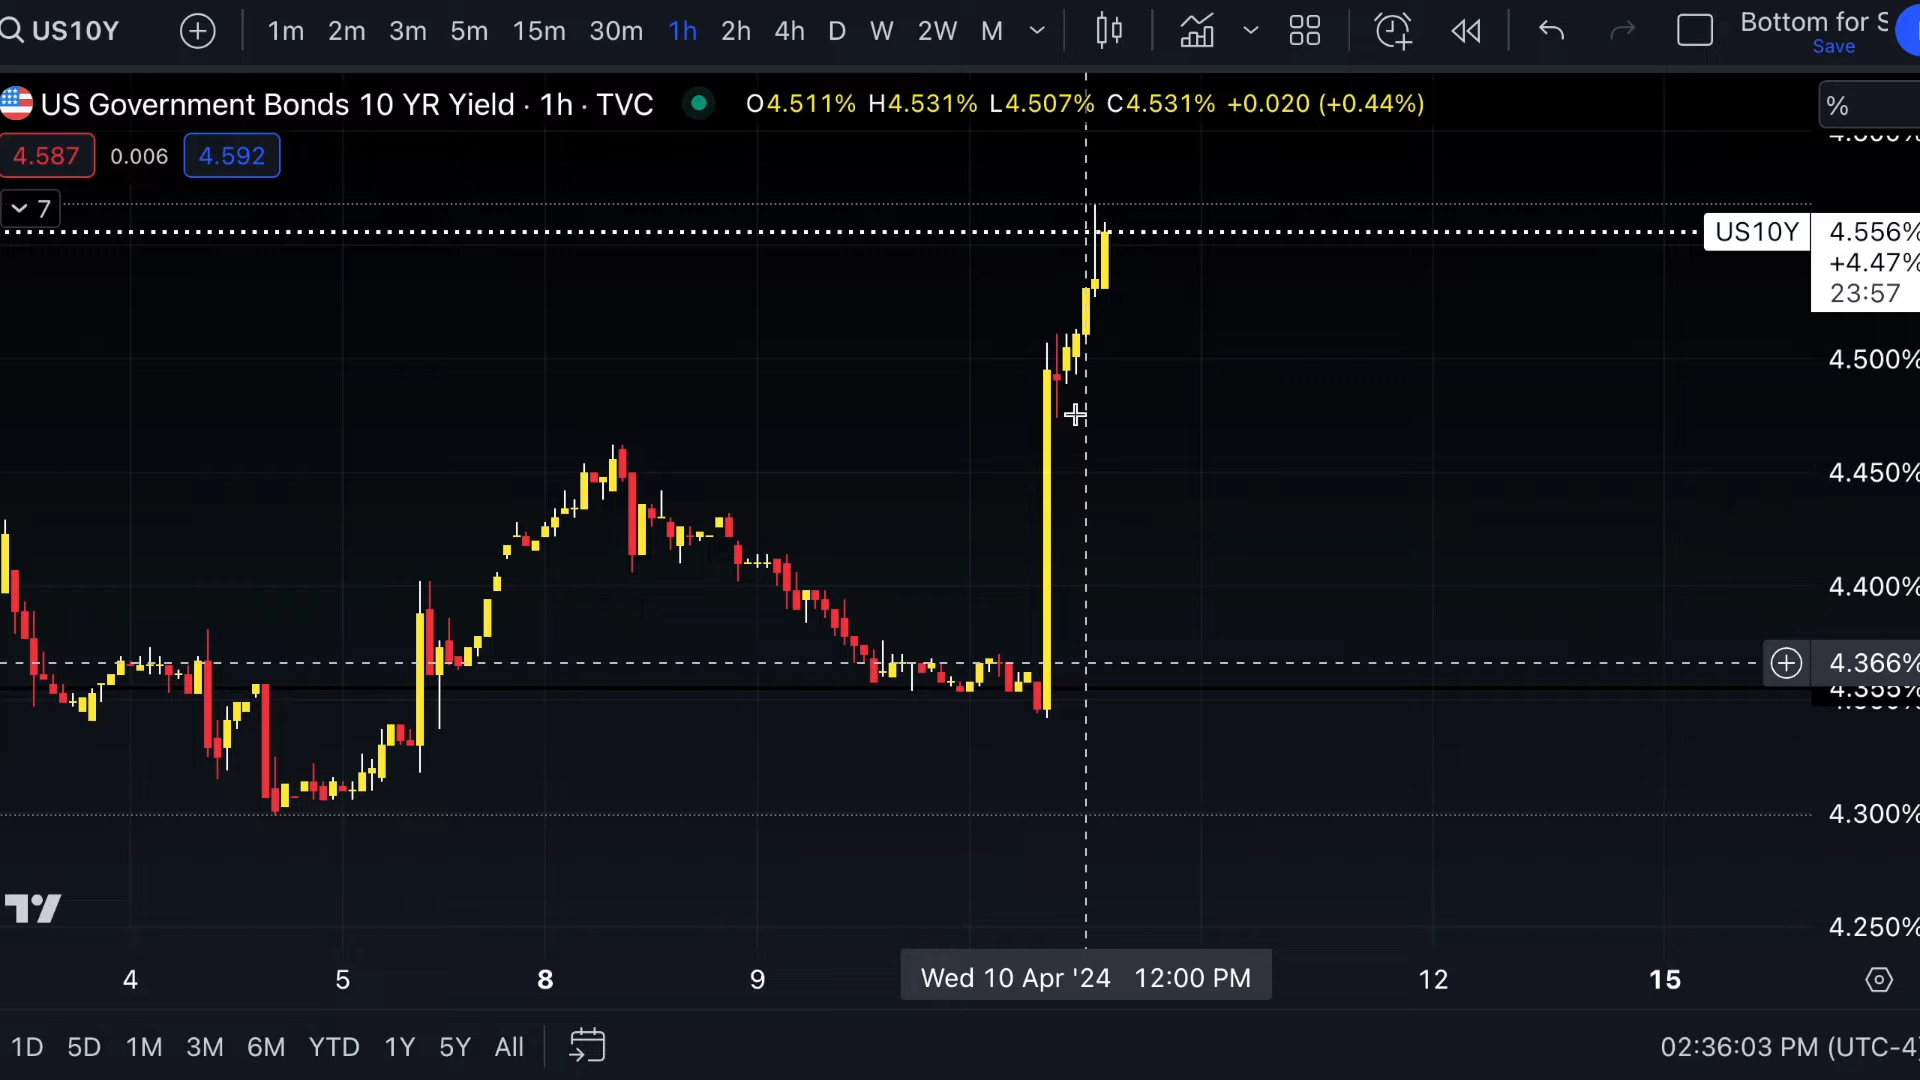 US10Y 1m 2m 3m 5m 15m 30m 1h 2h 4h D W 2W M Bottom for S
Save
US Government Bonds 10 YR Yield · 1h · TVC O4.511% H4.531% L4.507% C4.531% +0.020 (+0.44%) %
4.587 0.006 4.592
7
US10Y 4.556%
+4.47%
23:57
4.500%
4.450%
4.400%
4.366%
4.300%
4.250%
4 5 8 9 Wed 10 Apr '24 12:00 PM 12 15
1D 5D 1M 3M 6M YTD 1Y 5Y All 02:36:03 PM (UTC-4)